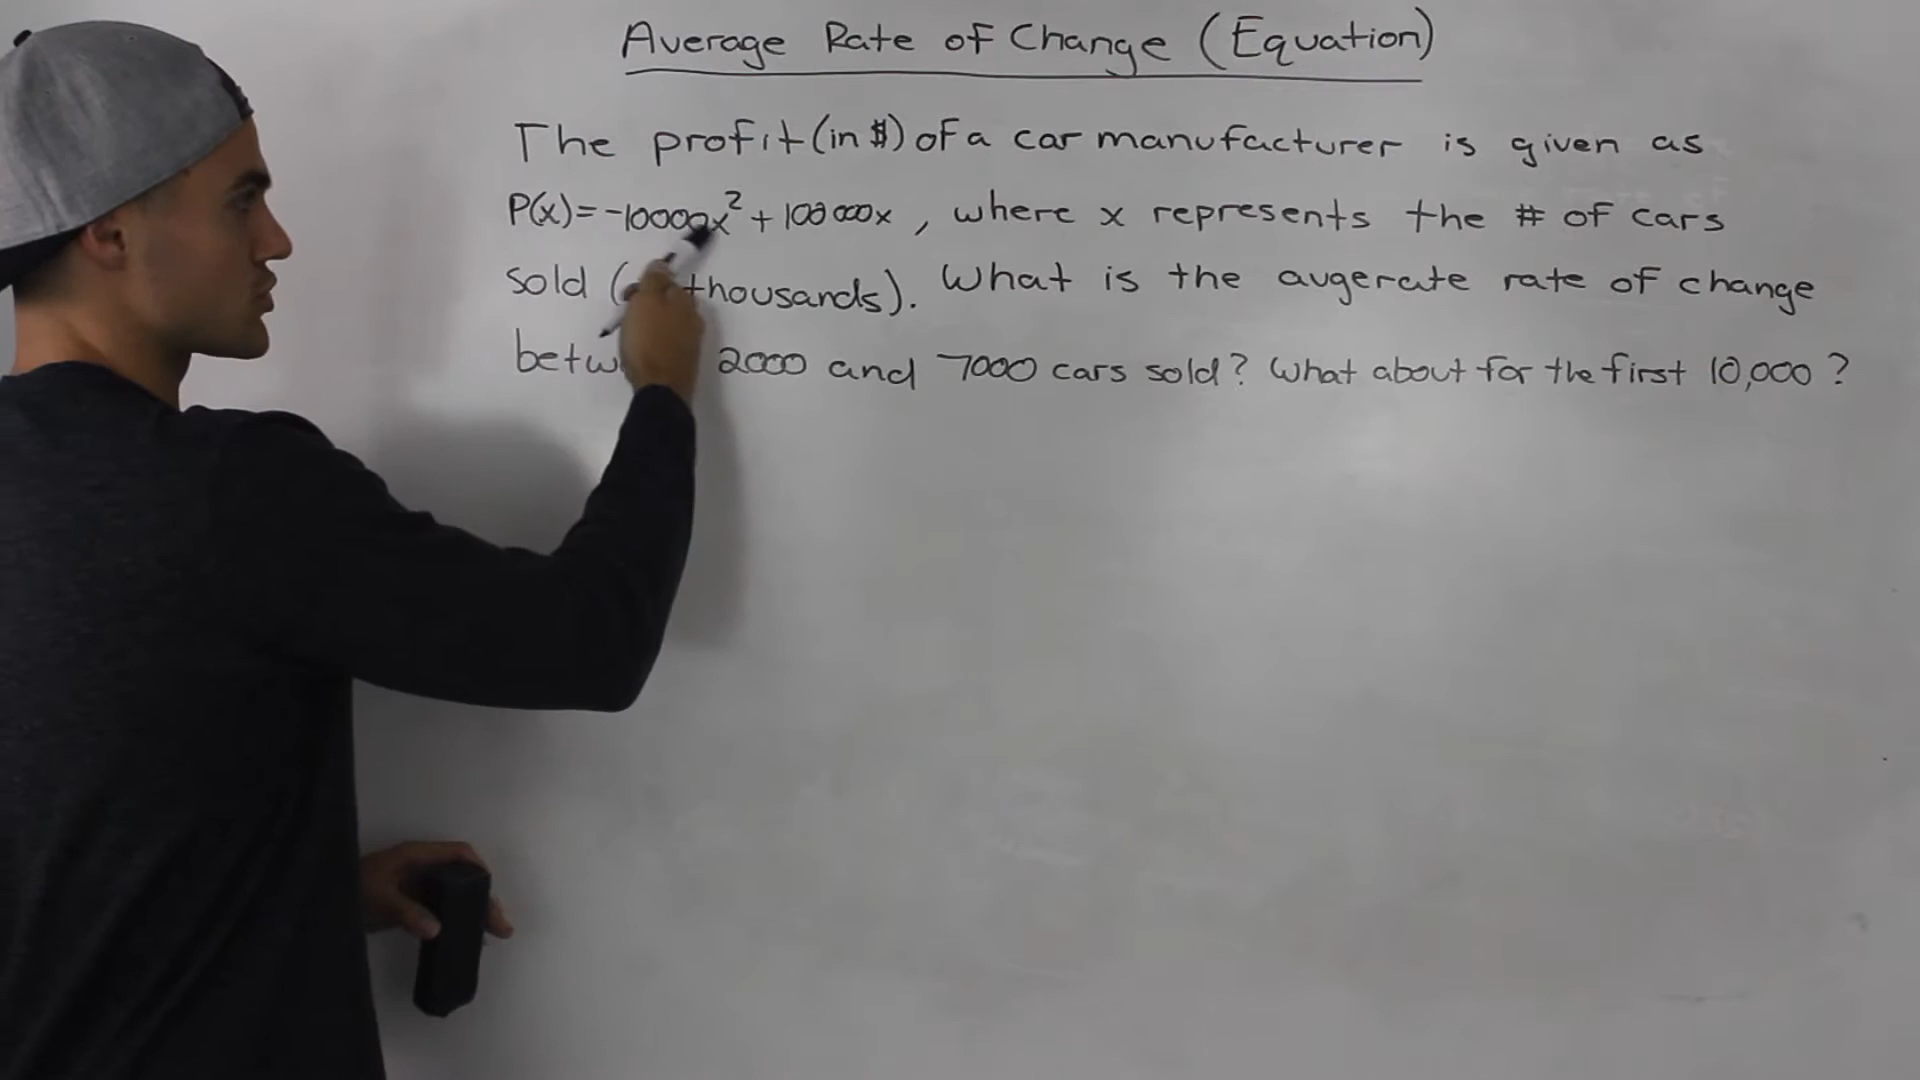 Average Rate of Change (Equation)
The profit (in $) of a car manufacturer is given as
P(x) = -10000x² + 100 000x , where x represents the # of cars
sold ( thousands). What is the augerate rate of change
2000 and 7000 cars sold? What about for the first 10,000 ?